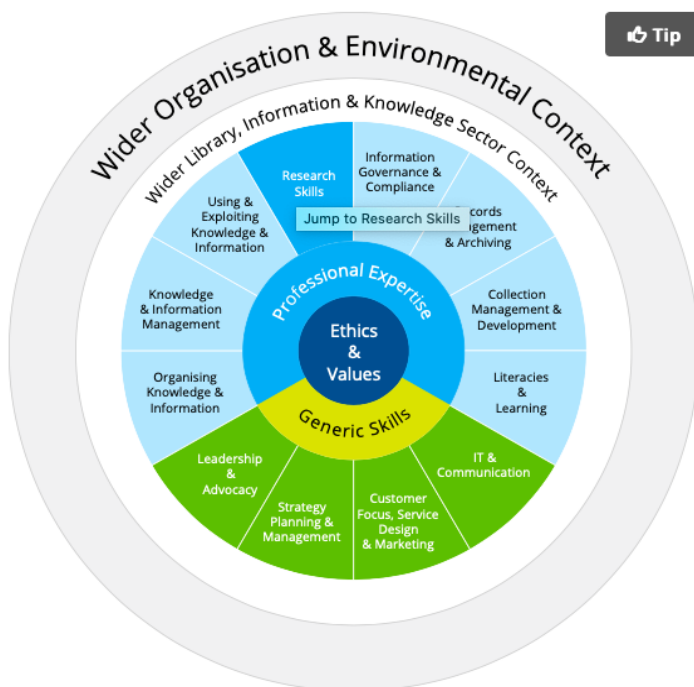 Tip
Wider Organisation & Environmental Context
Wider Library, Information & Knowledge Sector Context
Research
Skills
Information
Governance &
Compliance
Using &
Exploiting
Knowledge &
Information
Jump to Research Skills
& Archiving
Knowledge
& Information
Management
Professional Expertise
Collection
Management &
Development
Ethics
&
Values
Organising
Knowledge &
Information
Literacies
&
Learning
Generic Skills
Leadership
&
Advocacy
IT &
Communication
Strategy
Planning &
Management
Customer
Focus, Service
Design
& Marketing